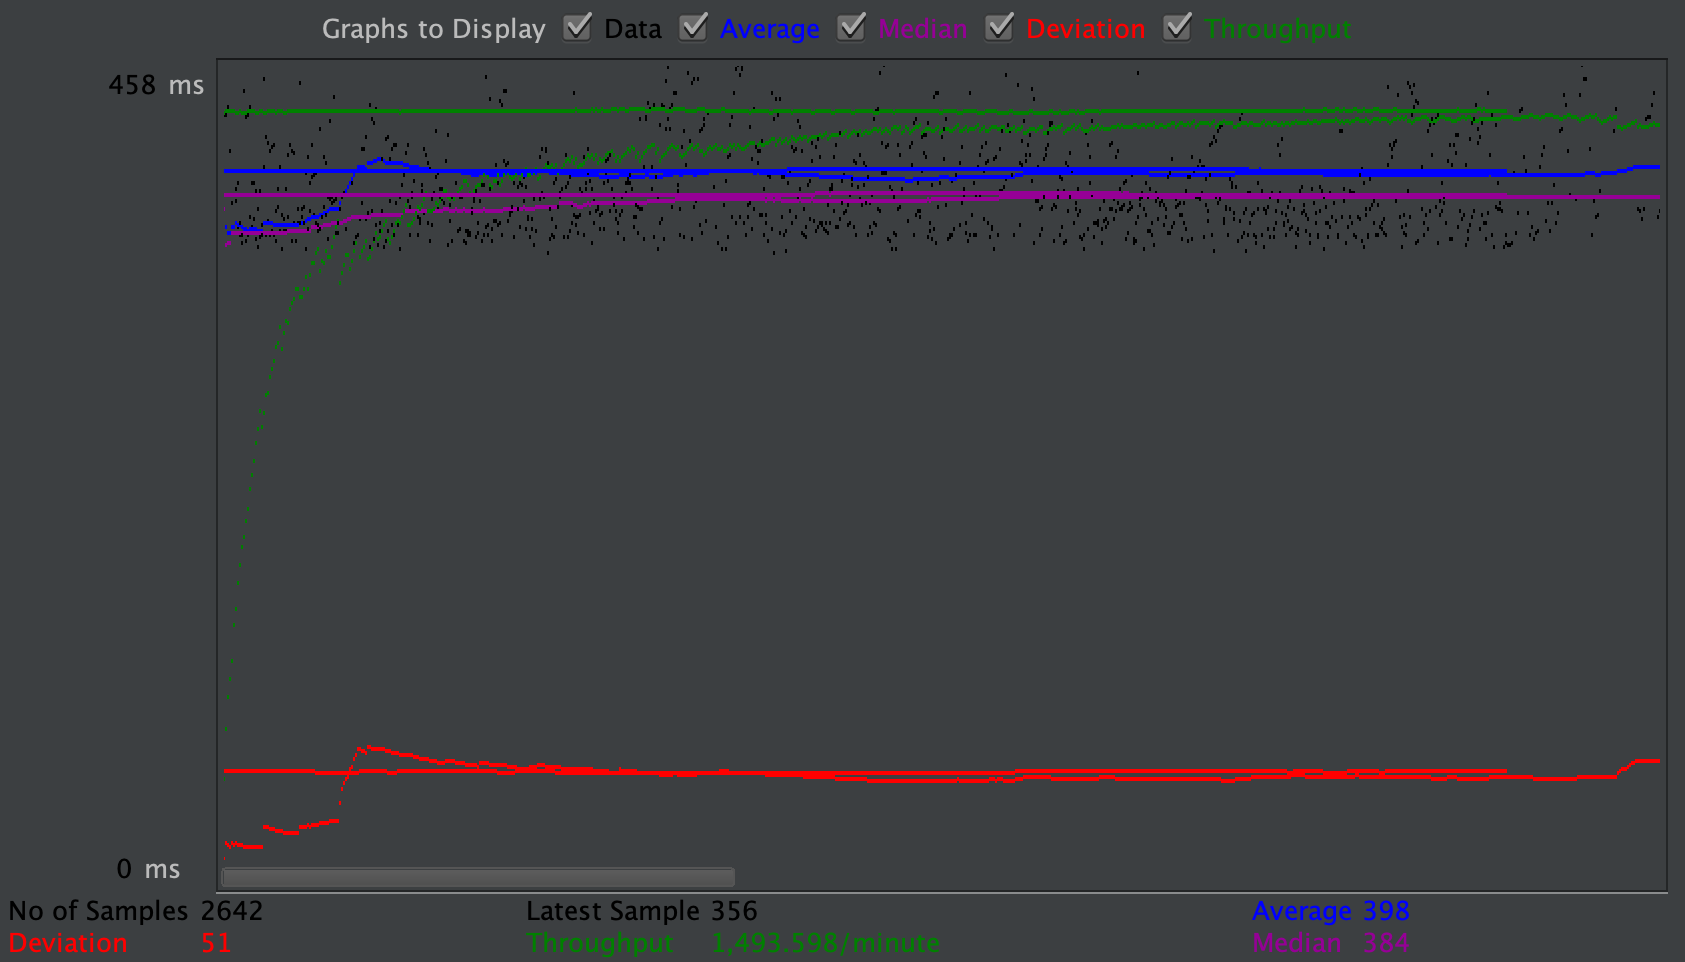 Graphs to Display Data Average Median Deviation Throughput
458 ms
0 ms
No of Samples 2642 Latest Sample 356 Average 398
Deviation 51 Throughput 1,493.598/minute Median 384